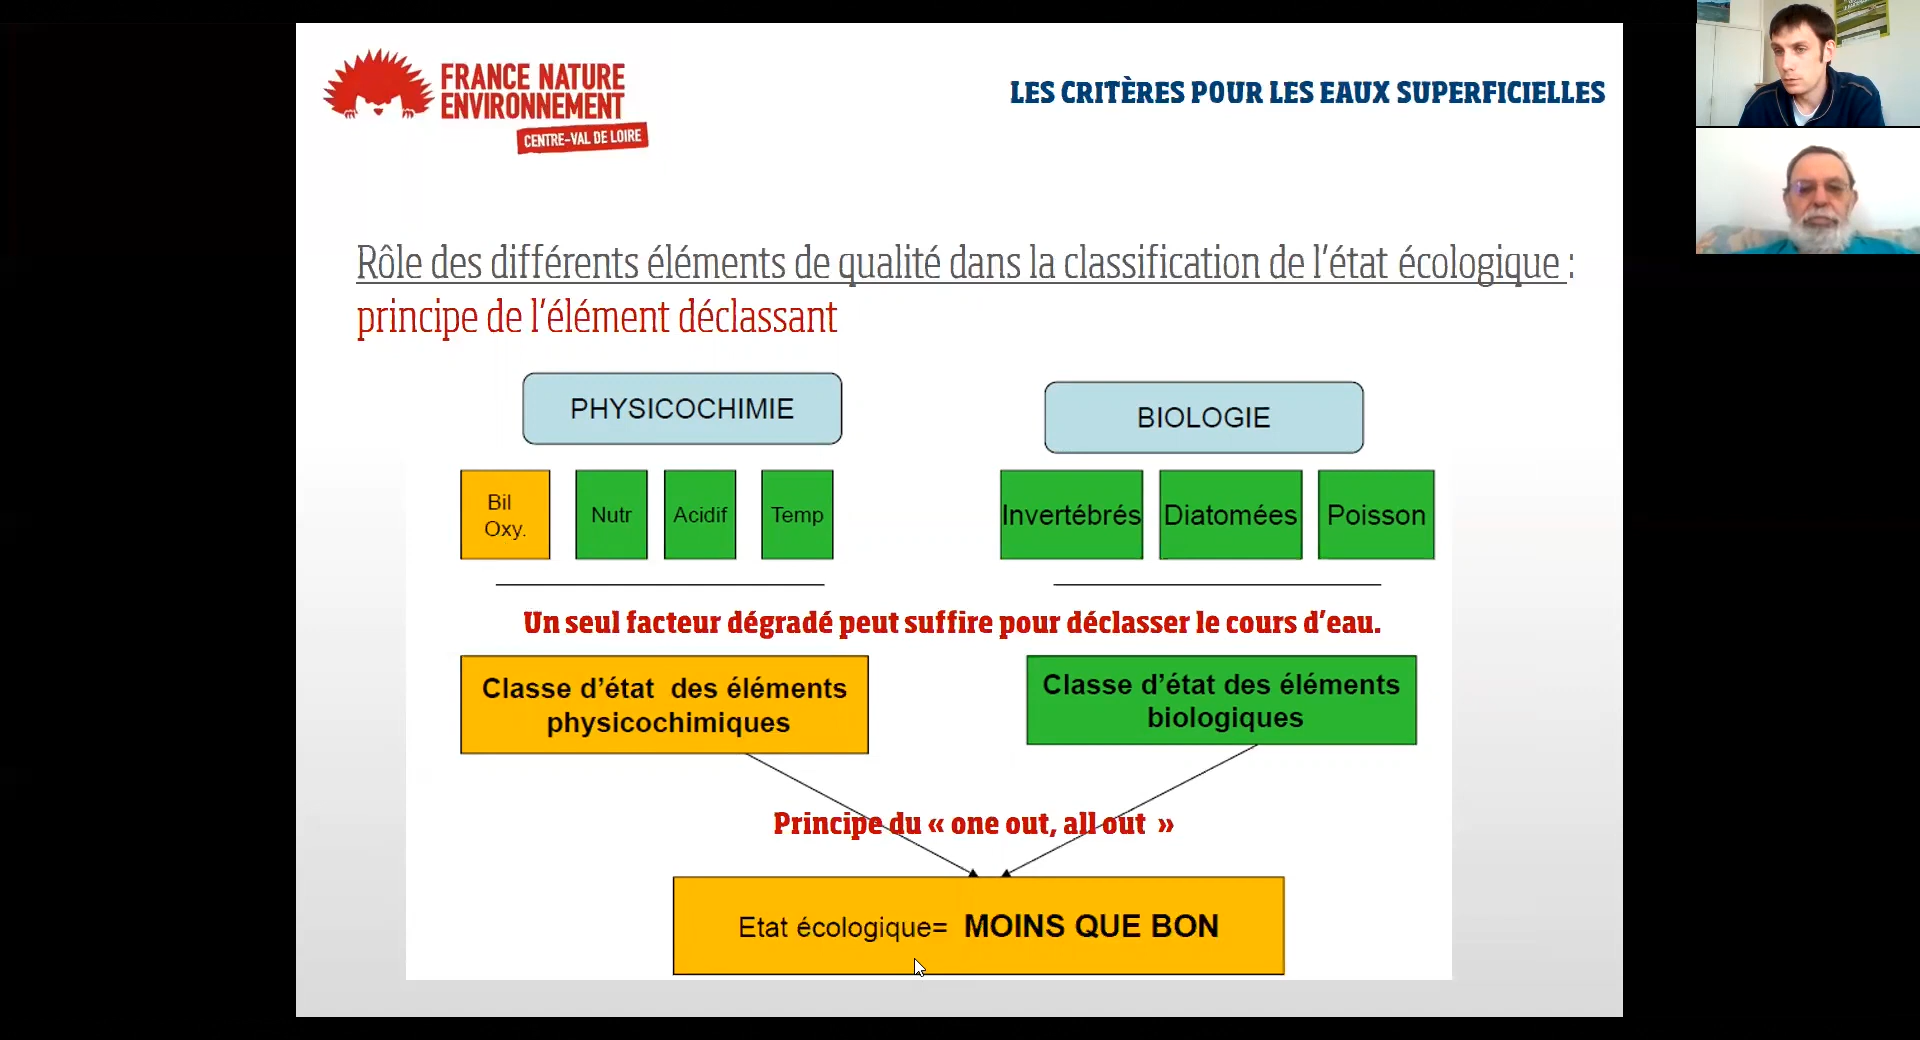 FRANCE NATURE
ENVIRONNEMENT
CENTRE-VAL DE LOIRE
LES CRITÈRES POUR LES EAUX SUPERFICIELLES
Rôle des différents éléments de qualité dans la classification de l'état écologique :
principe de l'élément déclassant
PHYSICOCHIMIE
BIOLOGIE
Bil
Oxy.
Nutr
Acidif
Temp
Invertébrés
Diatomées
Poisson
Un seul facteur dégradé peut suffire pour déclasser le cours d'eau.
Classe d'état des éléments
physicochimiques
Classe d'état des éléments
biologiques
Principe du « one out, all out »
Etat écologique= MOINS QUE BON